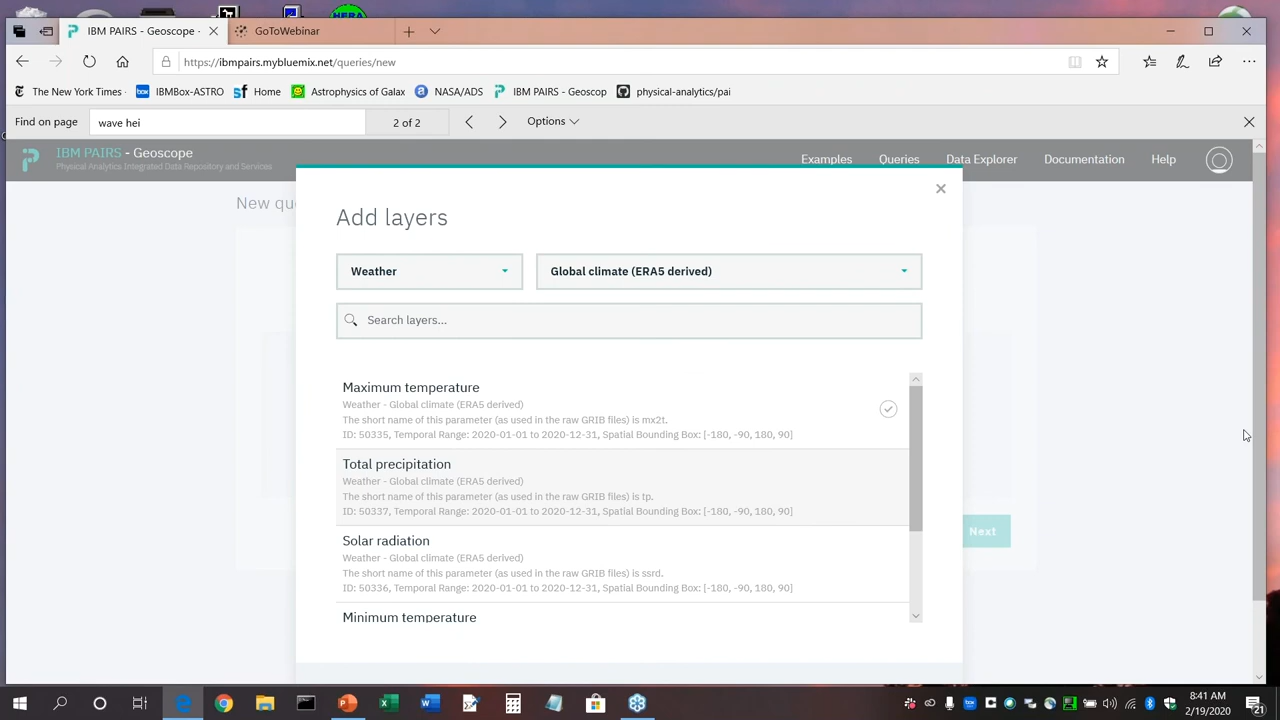 HERA
IBM PAIRS - Geoscope -
GoToWebinar
https://ibmpairs.mybluemix.net/queries/new
The New York Times -
box
IBMBox-ASTRO
sf
Home
Astrophysics of Galax
NASA/ADS
IBM PAIRS - Geoscop
physical-analytics/pai
Find on page
wave hei
2 of 2
Options
IBM PAIRS - Geoscope
Physical Analytics Integrated Data Repository and Services
Examples
Queries
Data Explorer
Documentation
Help
New que
Add layers
Weather
Global climate (ERA5 derived)
Search layers...
Maximum temperature
Weather - Global climate (ERA5 derived)
The short name of this parameter (as used in the raw GRIB files) is mx2t.
ID: 50335, Temporal Range: 2020-01-01 to 2020-12-31, Spatial Bounding Box: [-180, -90, 180, 90]
Total precipitation
Weather - Global climate (ERA5 derived)
The short name of this parameter (as used in the raw GRIB files) is tp.
ID: 50337, Temporal Range: 2020-01-01 to 2020-12-31, Spatial Bounding Box: [-180, -90, 180, 90]
Solar radiation
Weather - Global climate (ERA5 derived)
The short name of this parameter (as used in the raw GRIB files) is ssrd.
ID: 50336, Temporal Range: 2020-01-01 to 2020-12-31, Spatial Bounding Box: [-180, -90, 180, 90]
Next
Minimum temperature
8:41 AM
2/19/2020
21